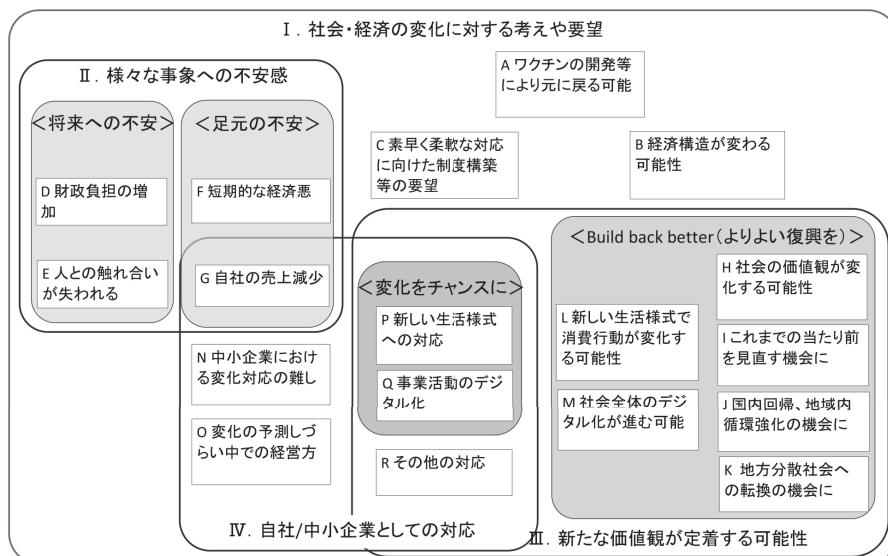 Ⅰ．社会・経済の変化に対する考えや要望
Ⅱ．様々な事象への不安感
A ワクチンの開発等
により元に戻る可能
＜将来への不安＞
＜足元の不安＞
C 素早く柔軟な対応
に向けた制度構築
等の要望
B 経済構造が変わる
可能性
D 財政負担の増
加
F 短期的な経済悪
E 人との触れ合い
が失われる
G 自社の売上減少
＜変化をチャンスに＞
P 新しい生活様式
への対応
Q 事業活動のデ
ジタル化
＜Build back better（よりよい復興を）＞
H 社会の価値観が変
化する可能性
L 新しい生活様式で
消費行動が変化す
る可能性
I これまでの当たり前
を見直す機会に
M 社会全体のデジ
タル化が進む可能
J 国内回帰、地域内
循環強化の機会に
K 地方分散社会へ
の転換の機会に
N 中小企業におけ
る変化対応の難し
O 変化の予測しづ
らい中での経営方
R その他の対応
Ⅳ．自社/中小企業としての対応
Ⅲ．新たな価値観が定着する可能性